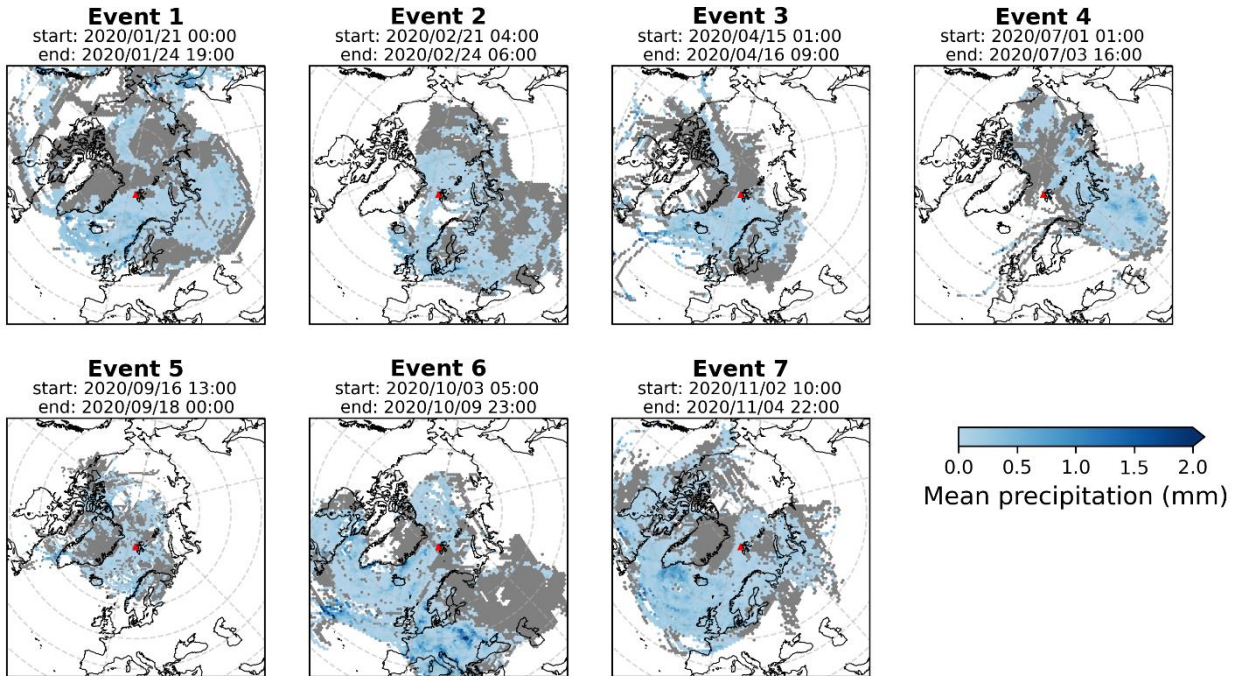 Event 1
start: 2020/01/21 00:00
end: 2020/01/24 19:00
Event 2
start: 2020/02/21 04:00
end: 2020/02/24 06:00
Event 3
start: 2020/04/15 01:00
end: 2020/04/16 09:00
Event 4
start: 2020/07/01 01:00
end: 2020/07/03 16:00
Event 5
start: 2020/09/16 13:00
end: 2020/09/18 00:00
Event 6
start: 2020/10/03 05:00
end: 2020/10/09 23:00
Event 7
start: 2020/11/02 10:00
end: 2020/11/04 22:00
0.0 0.5 1.0 1.5 2.0
Mean precipitation (mm)